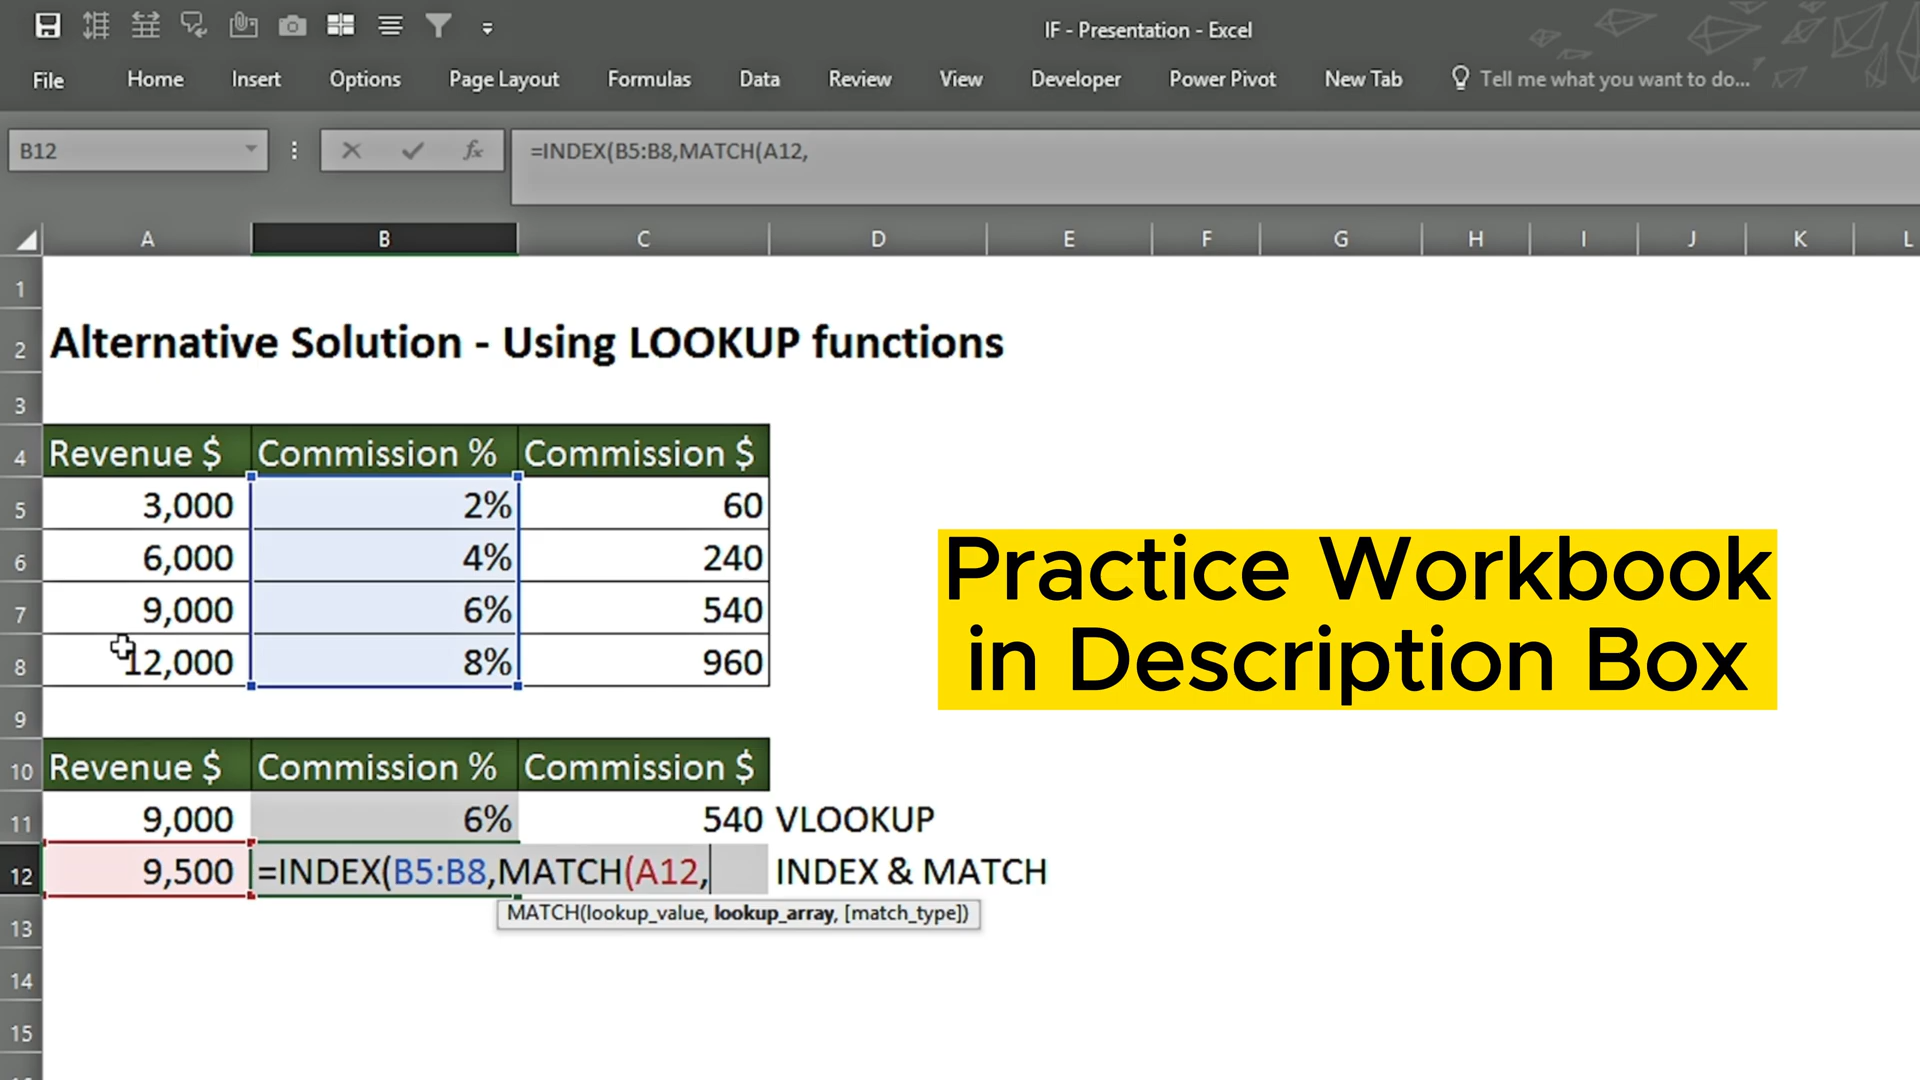 IF - Presentation - Excel
File Home Insert Options Page Layout Formulas Data Review View Developer Power Pivot New Tab Tell me what you want to do...
B12 fx =INDEX(B5:B8,MATCH(A12,
A B C D E F G H I J K L
1
2 Alternative Solution - Using LOOKUP functions
3
4 Revenue $ Commission % Commission $
5 3,000 2% 60
6 6,000 4% 240
7 9,000 6% 540
8 12,000 8% 960
Practice Workbook
in Description Box
9
10 Revenue $ Commission % Commission $
11 9,000 6% 540 VLOOKUP
12 9,500 =INDEX(B5:B8,MATCH(A12, INDEX & MATCH
MATCH(lookup_value, lookup_array, [match_type])
13
14
15